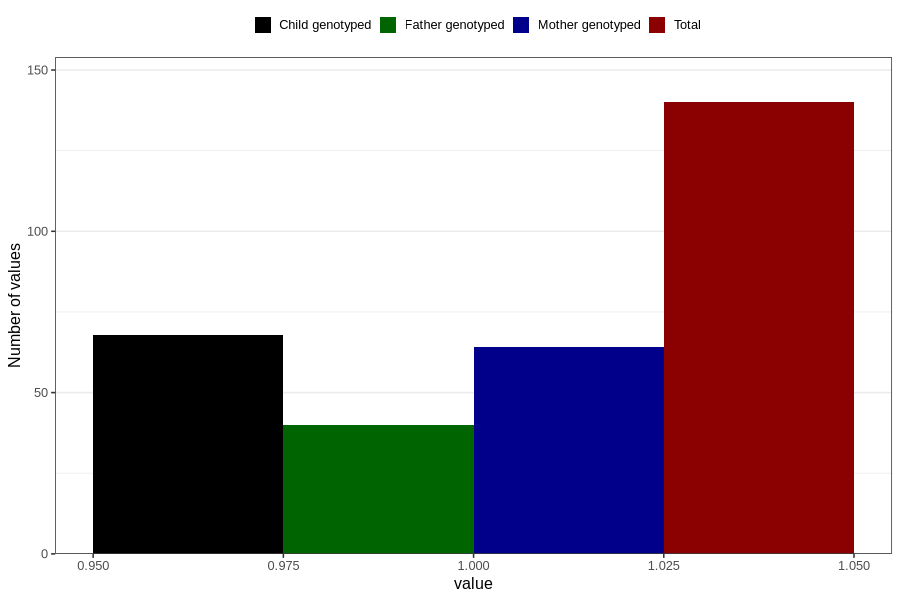 Child genotyped Father genotyped Mother genotyped Total
150
100
50
0
Number of values
0.950 0.975 1.000 1.025 1.050
value